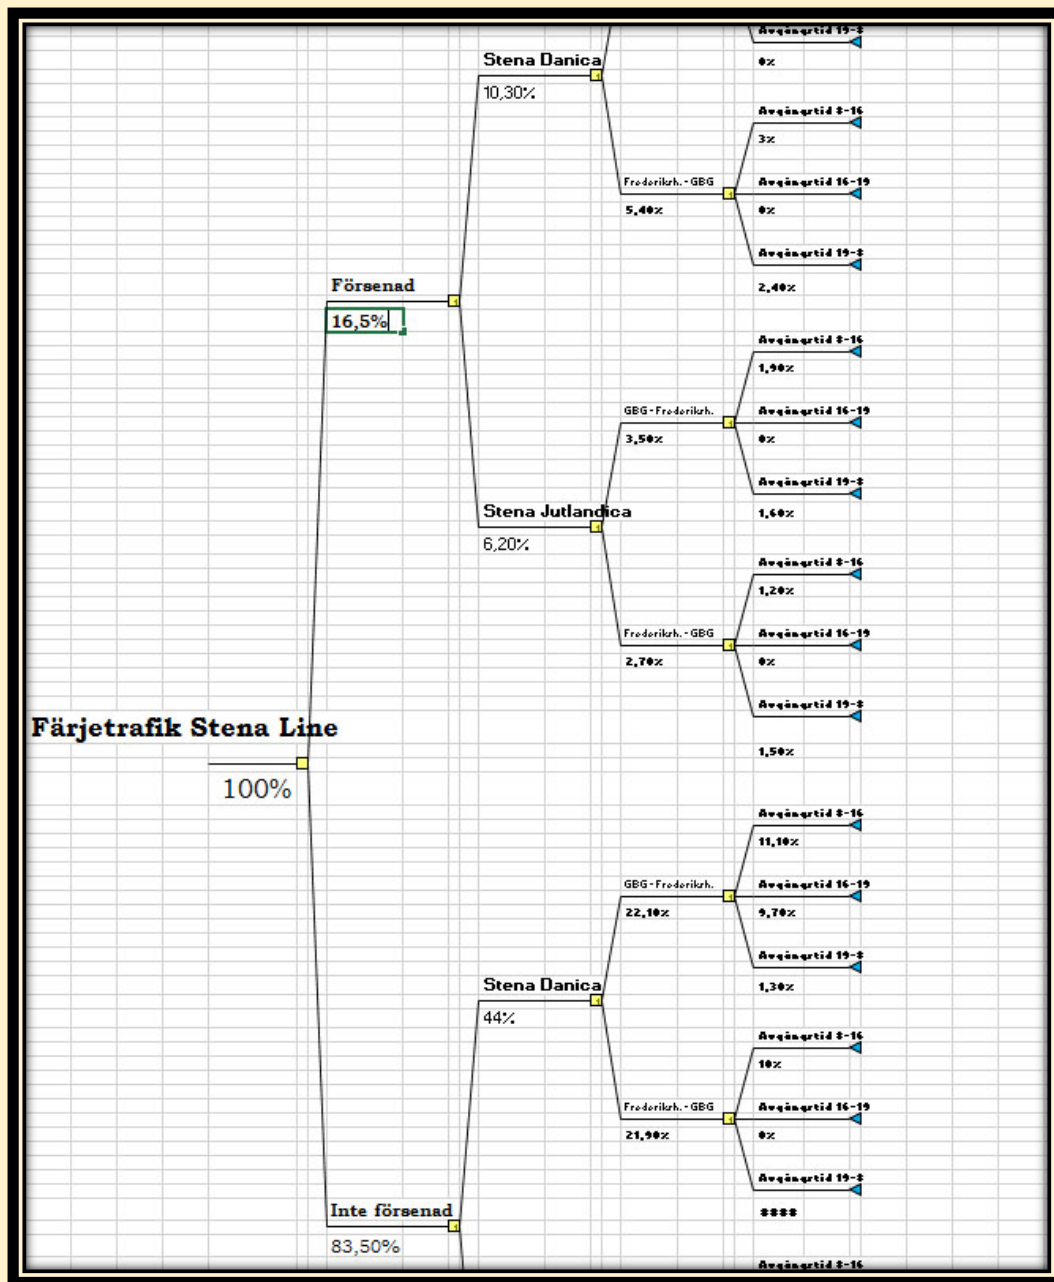 Avgångstid 19-8
0%
Stena Danica
10,30%
Avgångstid 8-16
3%
Frederiksh. - GBG
5,40%
Avgångstid 16-19
0%
Avgångstid 19-8
2,40%
Försenad
16,5%
Avgångstid 8-16
1,90%
GBG - Frederiksh.
3,50%
Avgångstid 16-19
0%
Avgångstid 19-8
1,60%
Stena Jutlandica
6,20%
Avgångstid 8-16
1,20%
Frederiksh. - GBG
2,70%
Avgångstid 16-19
0%
Avgångstid 19-8
1,50%
Färjetrafik Stena Line
100%
Avgångstid 8-16
11,10%
GBG - Frederiksh.
22,10%
Avgångstid 16-19
9,70%
Avgångstid 19-8
1,30%
Stena Danica
44%
Avgångstid 8-16
10%
Frederiksh. - GBG
21,90%
Avgångstid 16-19
0%
Avgångstid 19-8
####
Inte försenad
83,50%
Avgångstid 8-16